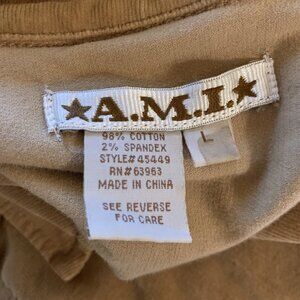 ★A.M.I.★
98% COTTON
2% SPANDEX
STYLE# 45449
RN# 63963
MADE IN CHINA
SEE REVERSE
FOR CARE
L